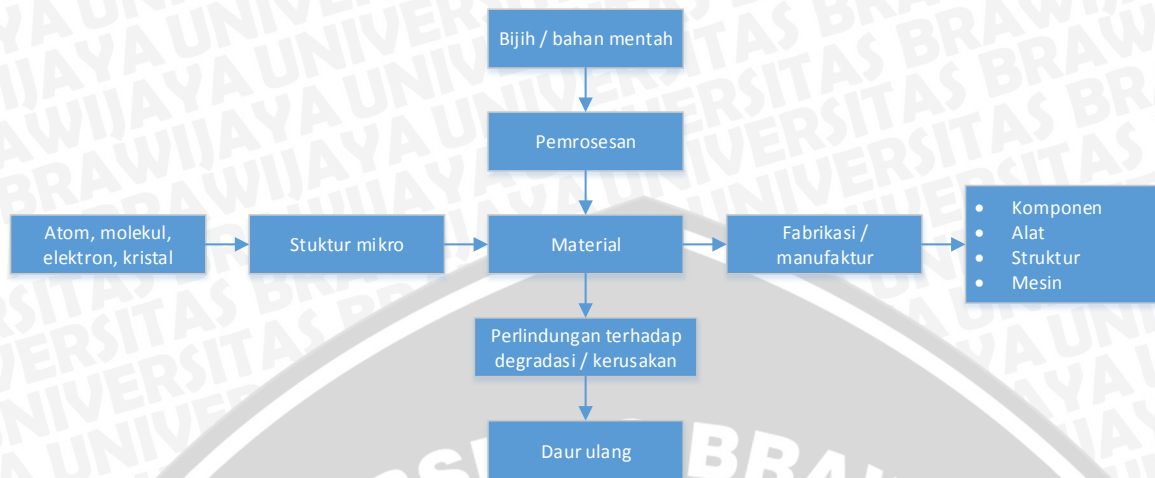 Bijih / bahan mentah
Pemrosesan
Atom, molekul,
elektron, kristal
Stuktur mikro
Material
Fabrikasi /
manufaktur
• Komponen
• Alat
• Struktur
• Mesin
Perlindungan terhadap
degradasi / kerusakan
Daur ulang